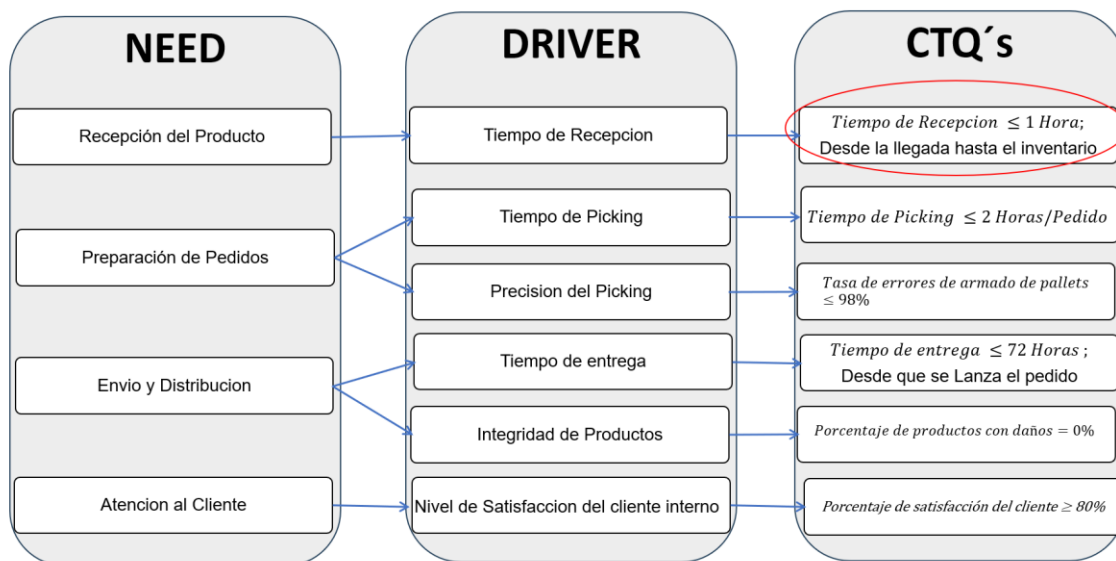 NEED
Recepción del Producto
Preparación de Pedidos
Envio y Distribucion
Atencion al Cliente
DRIVER
Tiempo de Recepcion
Tiempo de Picking
Precision del Picking
Tiempo de entrega
Integridad de Productos
Nivel de Satisfaccion del cliente interno
CTQ´s
Tiempo de Recepcion ≤ 1 Hora;
Desde la llegada hasta el inventario
Tiempo de Picking ≤ 2 Horas/Pedido
Tasa de errores de armado de pallets
≤ 98%
Tiempo de entrega ≤ 72 Horas ;
Desde que se Lanza el pedido
Porcentaje de productos con daños = 0%
Porcentaje de satisfacción del cliente ≥ 80%